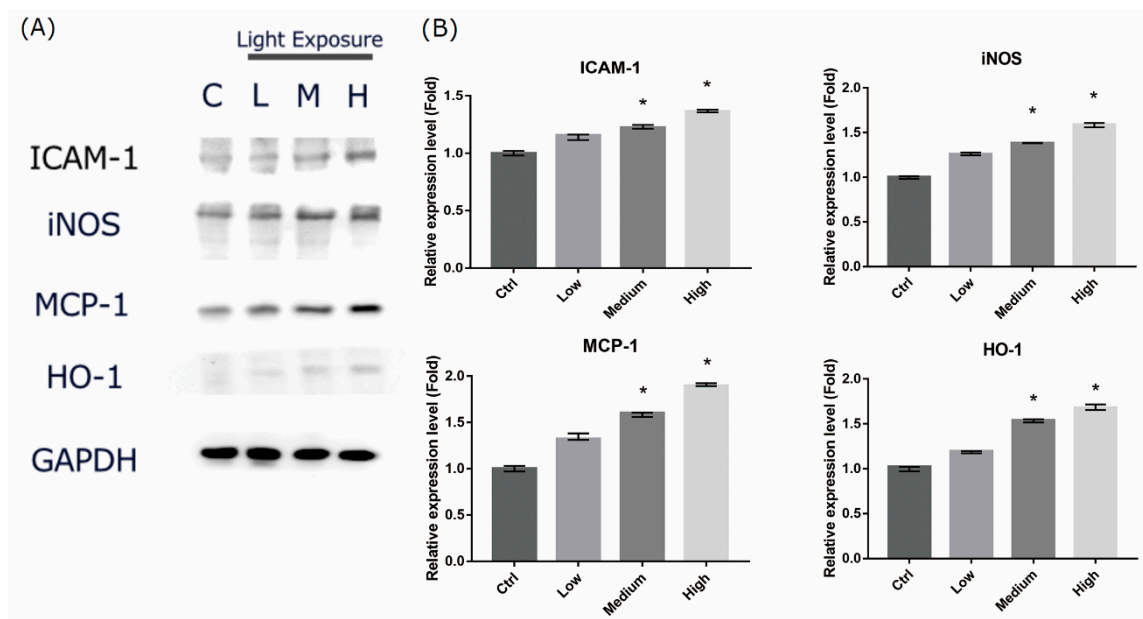 (A)
Light Exposure
C L M H
ICAM-1
iNOS
MCP-1
HO-1
GAPDH
(B)
ICAM-1
Relative expression level (Fold)
1.5
1.0
0.5
0.0
* *
Ctrl Low Medium High
iNOS
Relative expression level (Fold)
2.0
1.5
1.0
0.5
0.0
* *
Ctrl Low Medium High
MCP-1
Relative expression level (Fold)
2.0
1.5
1.0
0.5
0.0
* *
Ctrl Low Medium High
HO-1
Relative expression level (Fold)
2.0
1.5
1.0
0.5
0.0
* *
Ctrl Low Medium High